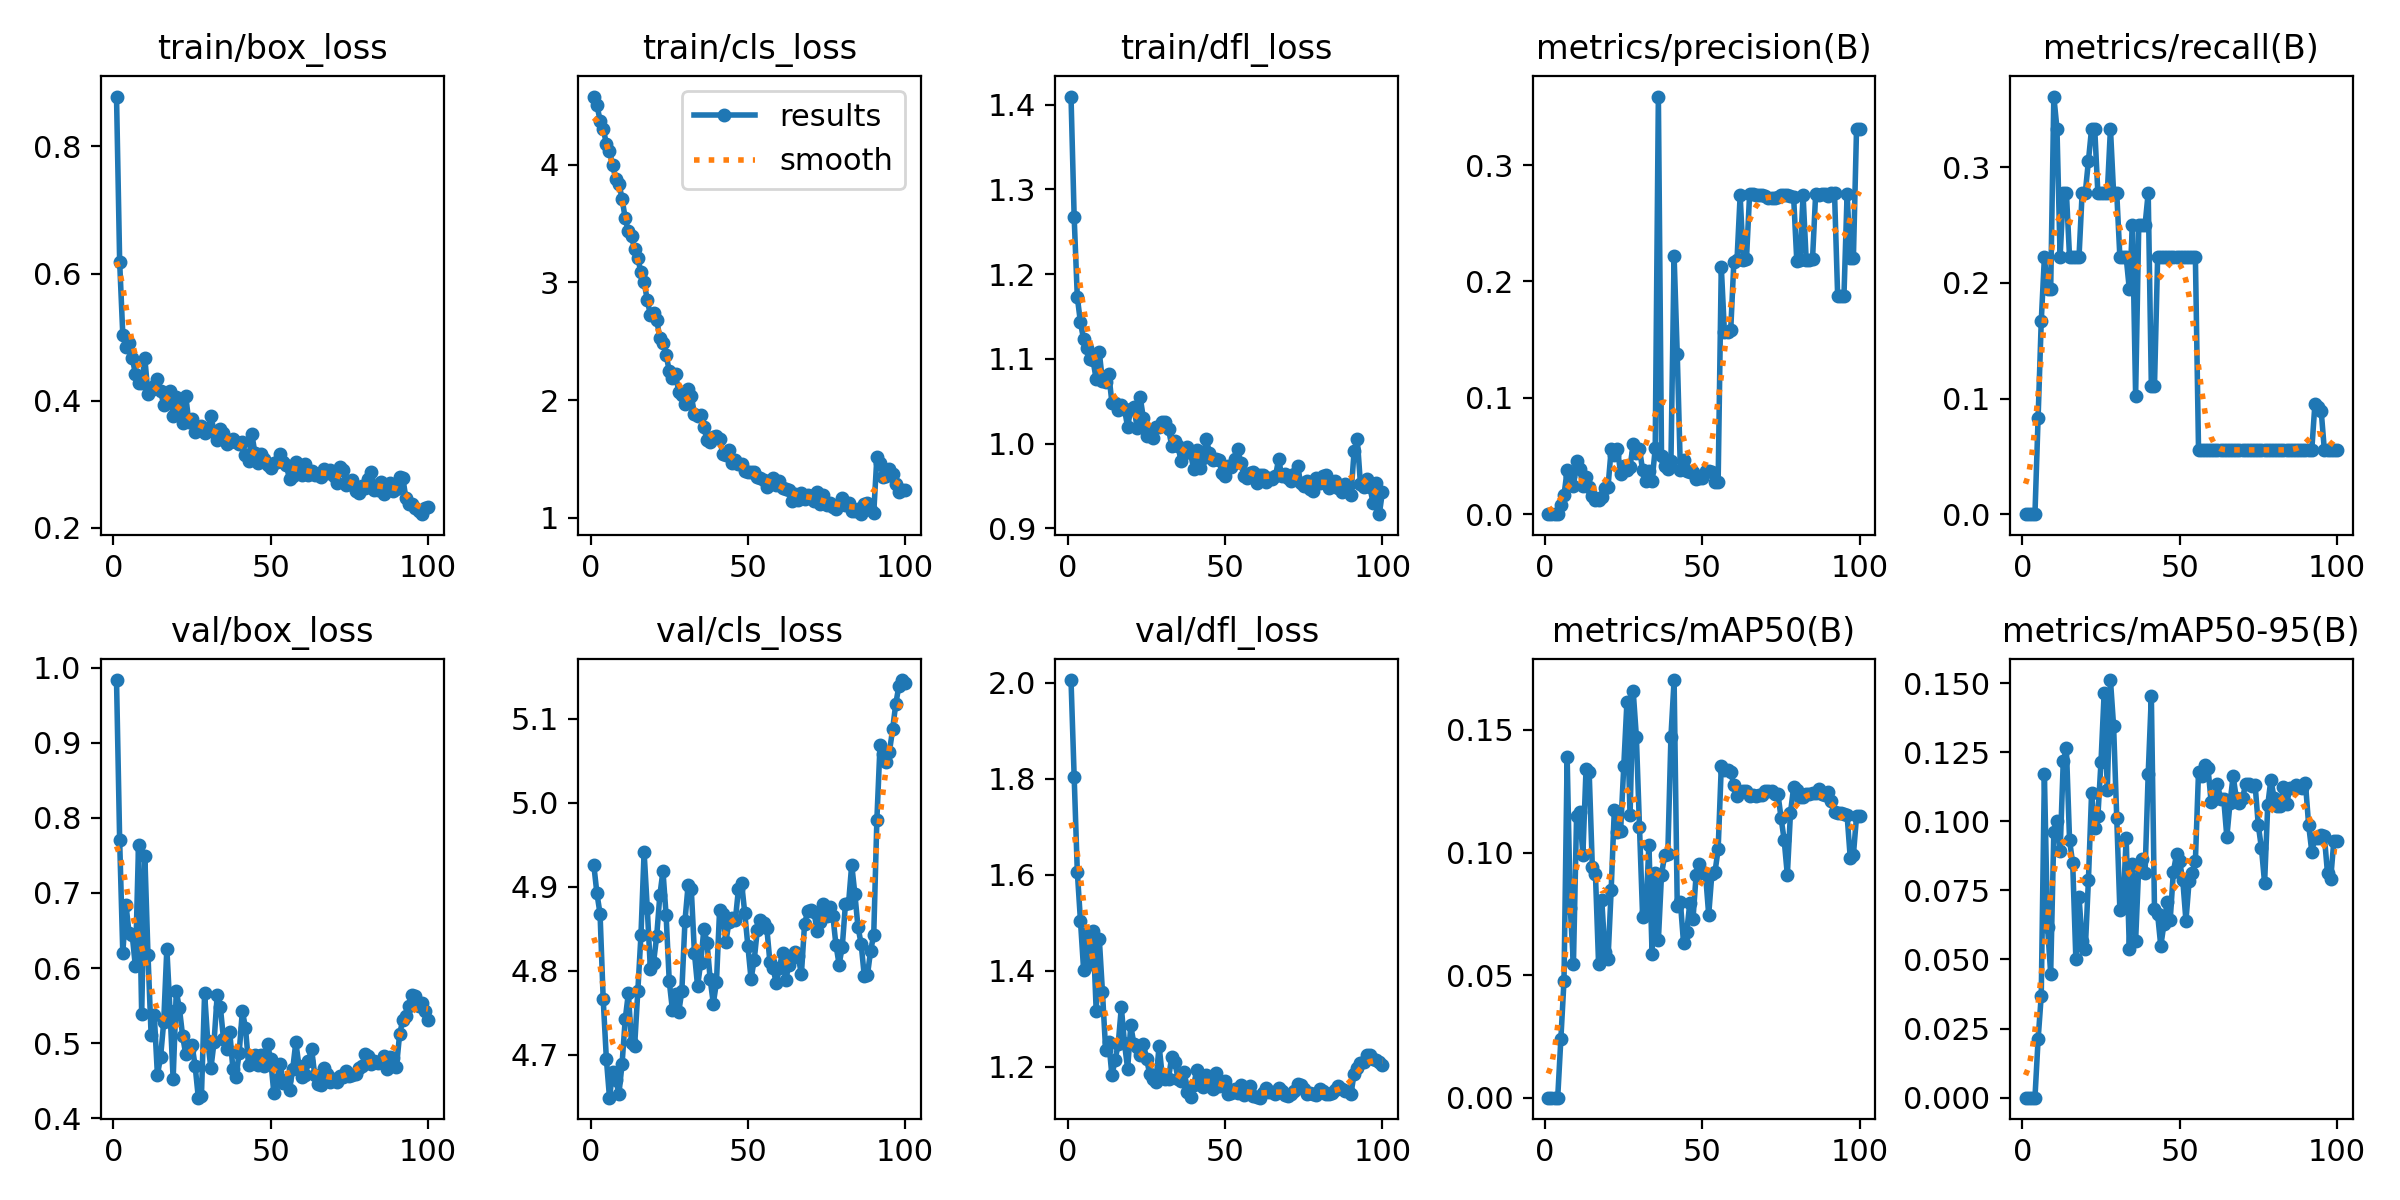 train/box_loss
train/cls_loss
train/dfl_loss
metrics/precision(B)
metrics/recall(B)
0.8
0.6
0.4
0.2
0 50 100
results
smooth
4
3
2
1
0 50 100
1.4
1.3
1.2
1.1
1.0
0.9
0 50 100
0.3
0.2
0.1
0.0
0 50 100
0.3
0.2
0.1
0.0
0 50 100
val/box_loss
val/cls_loss
val/dfl_loss
metrics/mAP50(B)
metrics/mAP50-95(B)
1.0
0.9
0.8
0.7
0.6
0.5
0.4
0 50 100
5.1
5.0
4.9
4.8
4.7
0 50 100
2.0
1.8
1.6
1.4
1.2
0 50 100
0.15
0.10
0.05
0.00
0 50 100
0.150
0.125
0.100
0.075
0.050
0.025
0.000
0 50 100